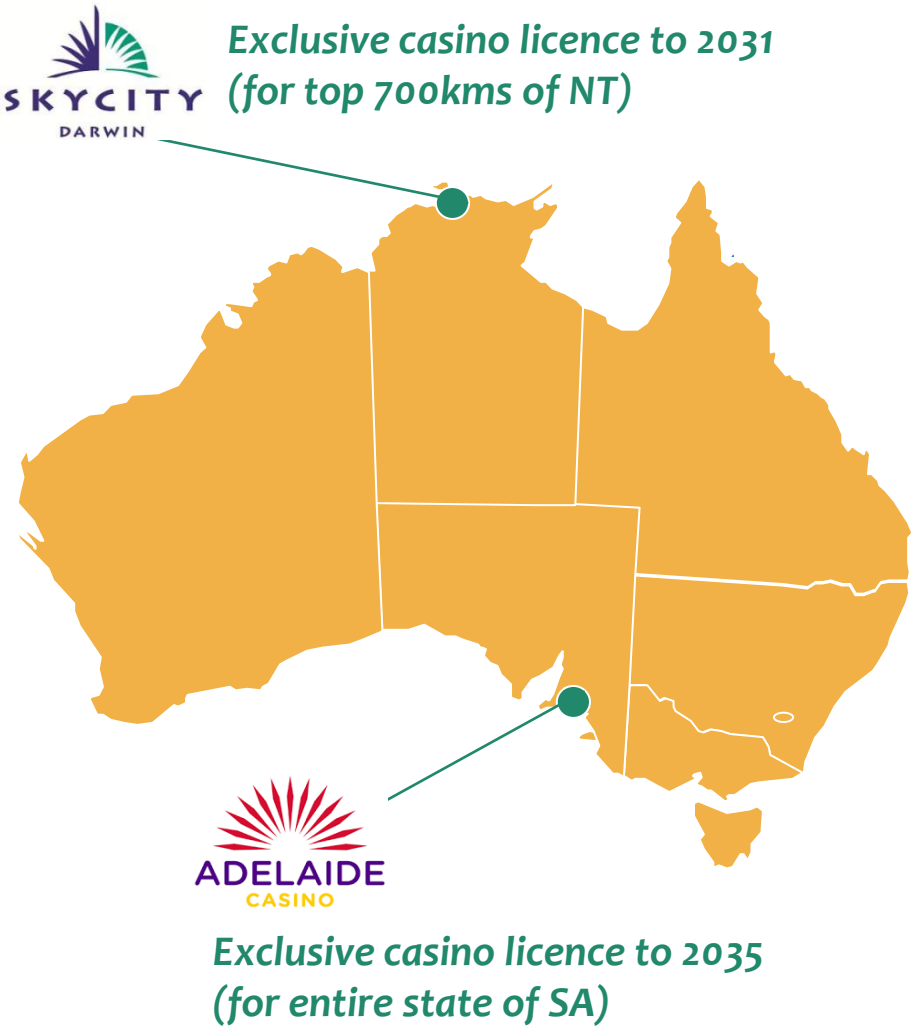 SKYCITY
DARWIN
Exclusive casino licence to 2031
(for top 700kms of NT)
ADELAIDE
CASINO
Exclusive casino licence to 2035
(for entire state of SA)